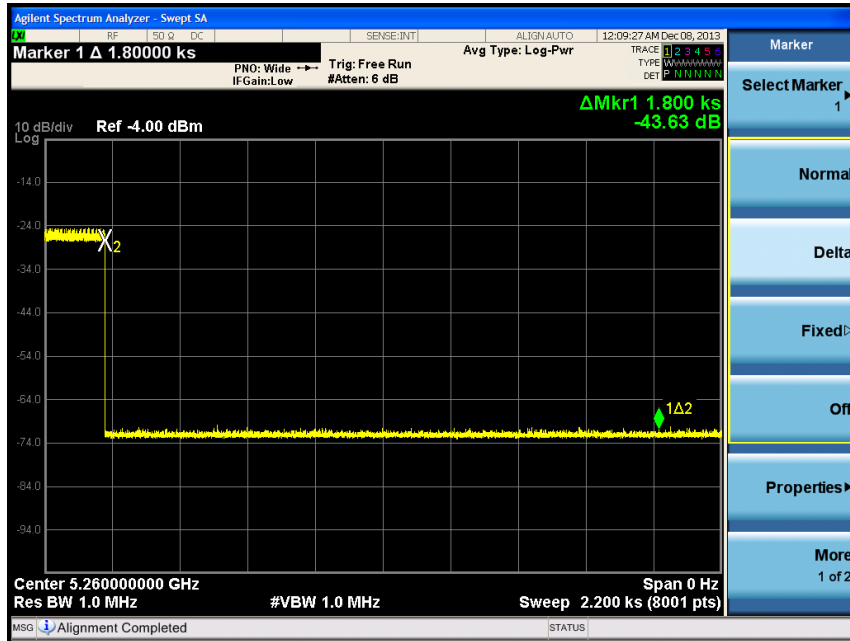 Agilent Spectrum Analyzer - Swept SA
LXI RF 50 Ω DC SENSE:INT ALIGN AUTO 12:09:27 AM Dec 08, 2013
Marker 1 Δ 1.80000 ks
PNO: Wide
IFGain:Low
Trig: Free Run
#Atten: 6 dB
Avg Type: Log-Pwr
TRACE 1 2 3 4 5 6
TYPE WWWWWW
DET P N N N N N
ΔMkr1 1.800 ks
-43.63 dB
10 dB/div Ref -4.00 dBm
Log
-14.0
-24.0
-34.0
-44.0
-54.0
-64.0
-74.0
-84.0
-94.0
2
1Δ2
Center 5.260000000 GHz Span 0 Hz
Res BW 1.0 MHz #VBW 1.0 MHz Sweep 2.200 ks (8001 pts)
MSG Alignment Completed STATUS
Marker
Select Marker
1
Normal
Delta
Fixed
Off
Properties
More
1 of 2